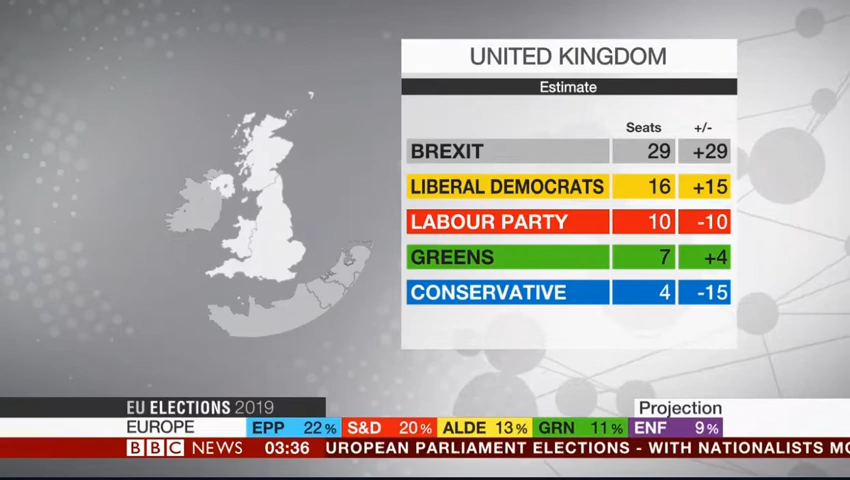 UNITED KINGDOM
Estimate
Seats +/-
BREXIT 29 +29
LIBERAL DEMOCRATS 16 +15
LABOUR PARTY 10 -10
GREENS 7 +4
CONSERVATIVE 4 -15
EU ELECTIONS 2019
Projection
EUROPE EPP 22% S&D 20% ALDE 13% GRN 11% ENF 9%
BBC NEWS 03:36 UROPEAN PARLIAMENT ELECTIONS - WITH NATIONALISTS MO